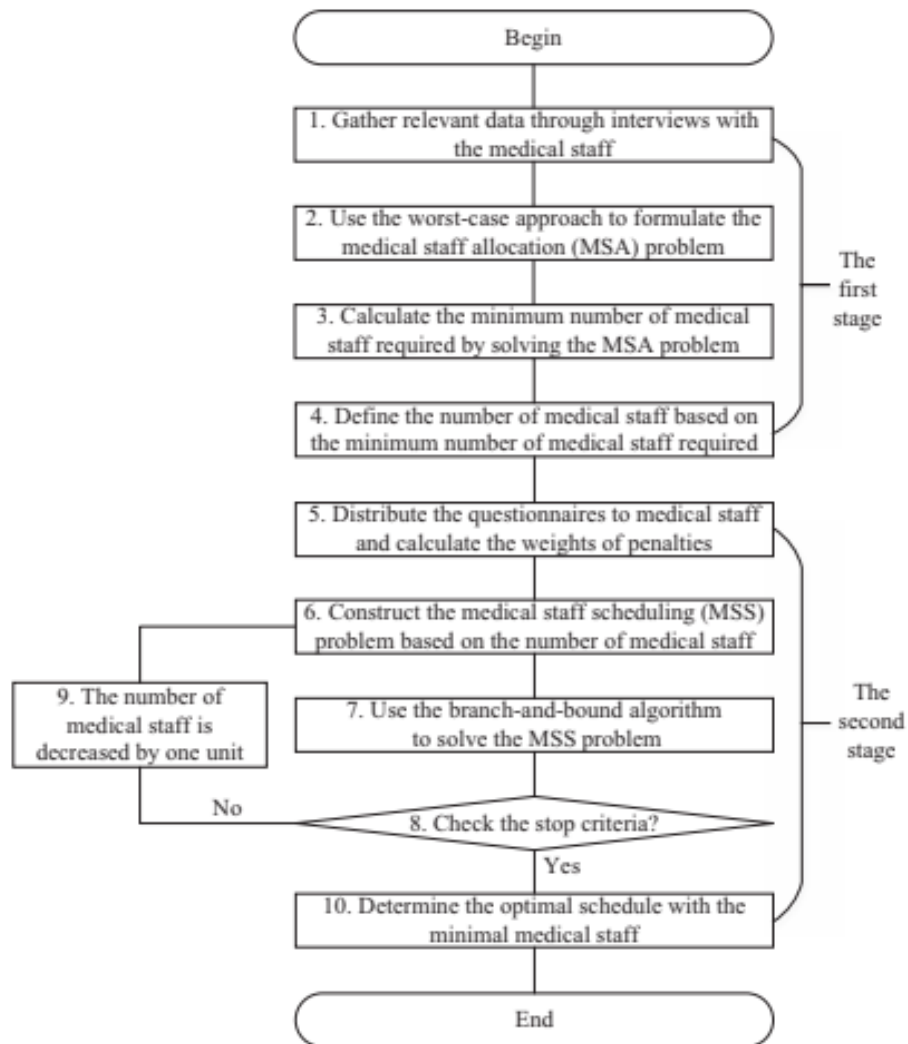 Begin
1. Gather relevant data through interviews with
the medical staff
2. Use the worst-case approach to formulate the
medical staff allocation (MSA) problem
The
first
stage
3. Calculate the minimum number of medical
staff required by solving the MSA problem
4. Define the number of medical staff based on
the minimum number of medical staff required
5. Distribute the questionnaires to medical staff
and calculate the weights of penalties
6. Construct the medical staff scheduling (MSS)
problem based on the number of medical staff
9. The number of
medical staff is
decreased by one unit
7. Use the branch-and-bound algorithm
to solve the MSS problem
The
second
stage
No
8. Check the stop criteria?
Yes
10. Determine the optimal schedule with the
minimal medical staff
End